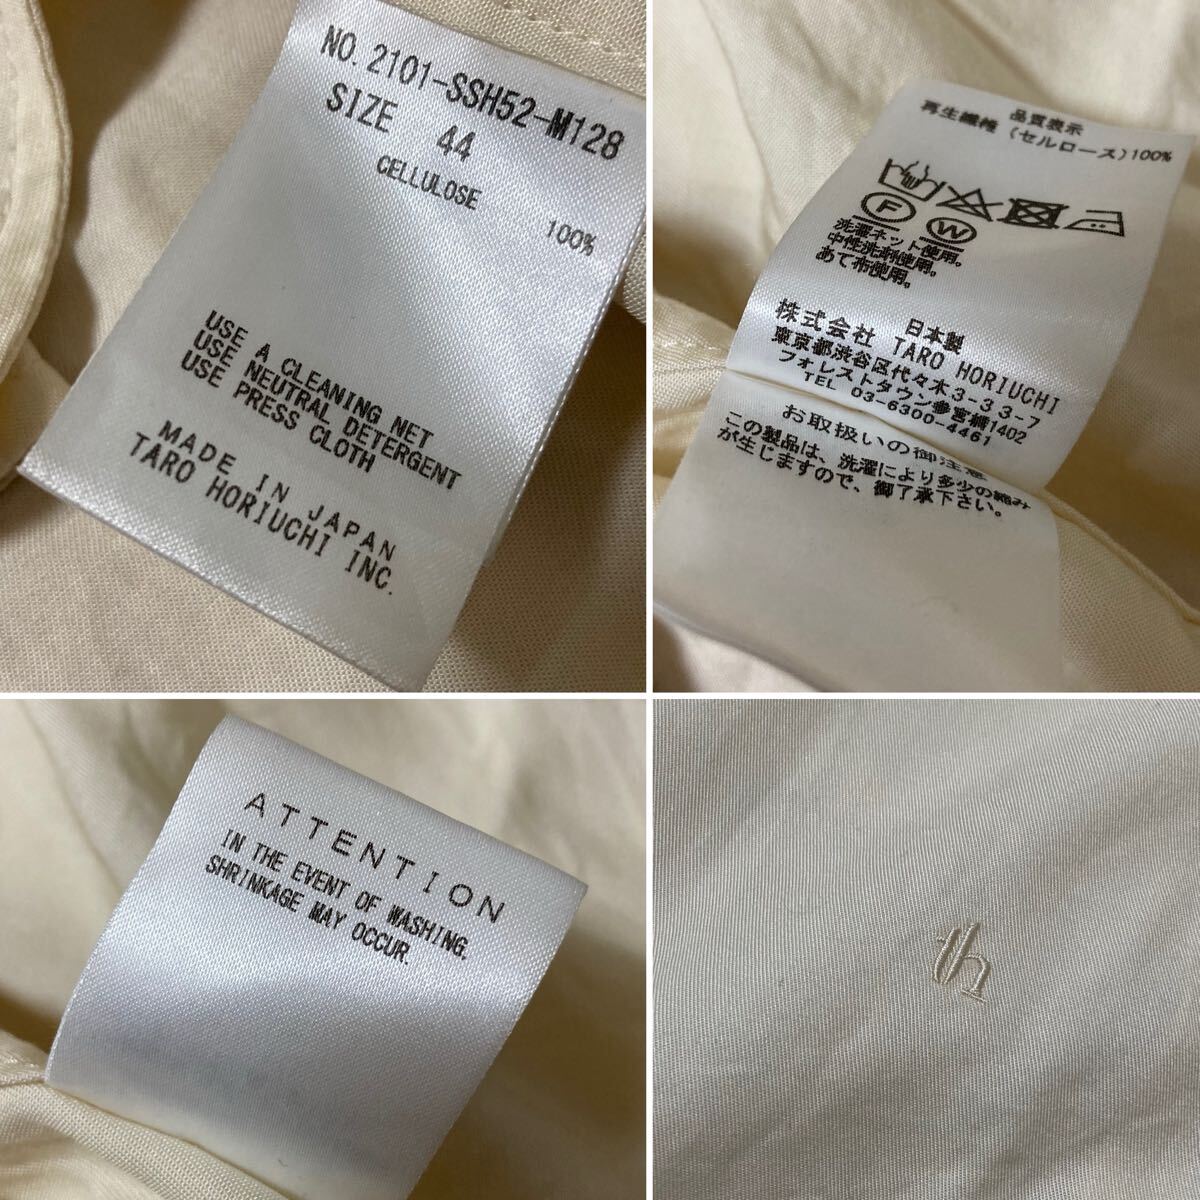 NO. 2101-SSH52-M128
SIZE 44
CELLULOSE 100%
USE A CLEANING NET
USE NEUTRAL DETERGENT
USE PRESS CLOTH
MADE IN JAPAN
TARO HORIUCHI INC.
品質表示
再生繊維(セルロース)100%
F W
洗濯ネット使用。
中性洗剤使用。
あて布使用。
日本製
株式会社 TARO HORIUCHI
東京都渋谷区代々木3-33-7
フォレストタウン参宮橋1402
TEL 03-6300-4461
お取扱いの御注意
この製品は、洗濯により多少の縮み
が生じますので、御了承下さい。
ATTENTION
IN THE EVENT OF WASHING.
SHRINKAGE MAY OCCUR.
th